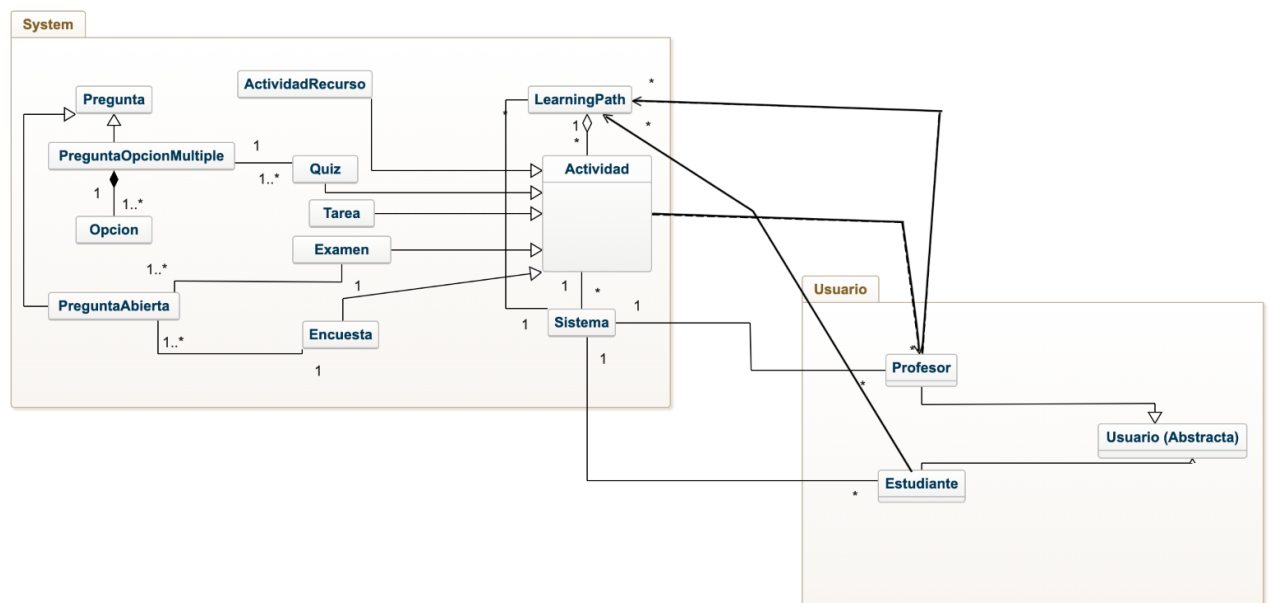 System
ActividadRecurso
Pregunta
LearningPath
*
*
1
*
*
PreguntaOpcionMultiple
1
1..*
Quiz
Actividad
1
1..*
Opcion
Tarea
Examen
1..*
1
1
*
Usuario
PreguntaAbierta
1
Sistema
1
Encuesta
1..*
1
1
*
Profesor
*
Usuario (Abstracta)
Estudiante
*